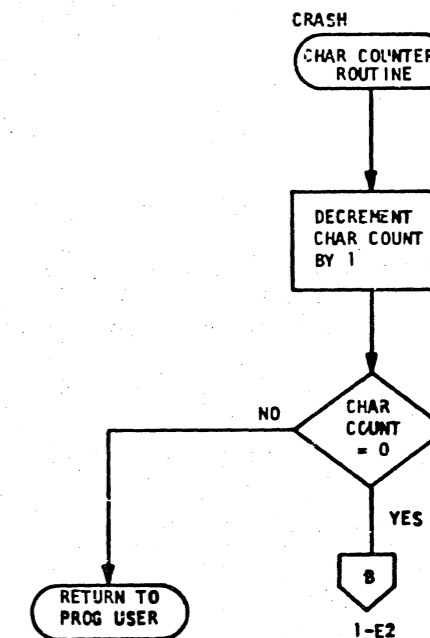 CRASH
CHAR COUNTER
ROUTINE
DECREMENT
CHAR COUNT
BY 1
CHAR
COUNT
= 0
NO
YES
B
1-E2
RETURN TO
PROG USER